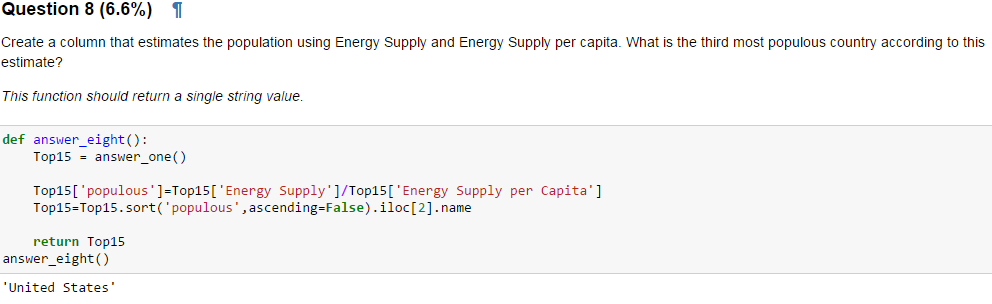 Question 8 (6.6%) ¶
Create a column that estimates the population using Energy Supply and Energy Supply per capita. What is the third most populous country according to this
estimate?
This function should return a single string value.
def answer_eight():
    Top15 = answer_one()
    Top15['populous']=Top15['Energy Supply']/Top15['Energy Supply per Capita']
    Top15=Top15.sort('populous',ascending=False).iloc[2].name
    return Top15
answer_eight()
'United States'